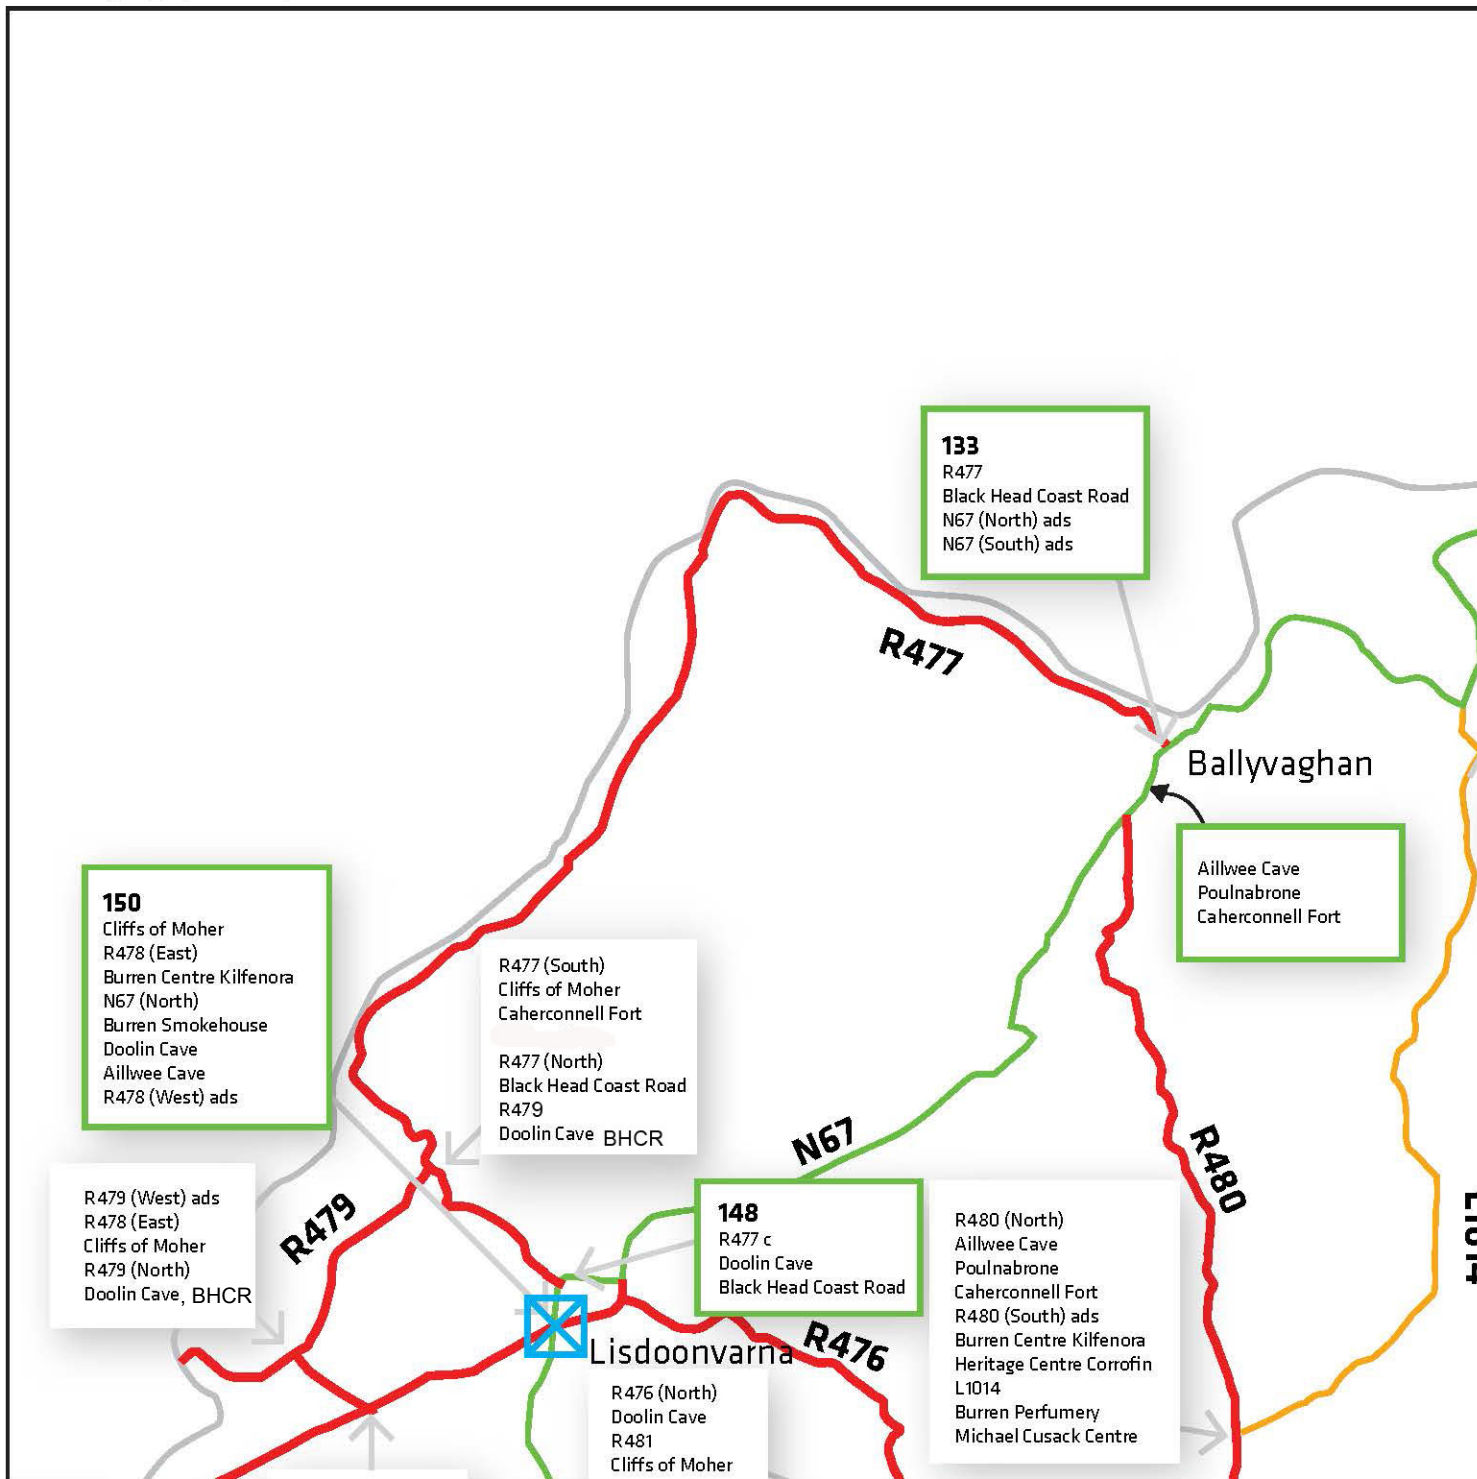 133
R477
Black Head Coast Road
N67 (North) ads
N67 (South) ads
R477
Ballyvaghan
Aillwee Cave
Poulnabrone
Caherconnell Fort
150
Cliffs of Moher
R478 (East)
Burren Centre Kilfenora
N67 (North)
Burren Smokehouse
Doolin Cave
Aillwee Cave
R478 (West) ads
R477 (South)
Cliffs of Moher
Caherconnell Fort
R477 (North)
Black Head Coast Road
R479
Doolin Cave BHCR
N67
R480
R479 (West) ads
R478 (East)
Cliffs of Moher
R479 (North)
Doolin Cave, BHCR
R479
148
R477 c
Doolin Cave
Black Head Coast Road
R480 (North)
Aillwee Cave
Poulnabrone
Caherconnell Fort
R480 (South) ads
Burren Centre Kilfenora
Heritage Centre Corrofin
L1014
Burren Perfumery
Michael Cusack Centre
Lisdoonvarna
R476
R476 (North)
Doolin Cave
R481
Cliffs of Moher
L1014